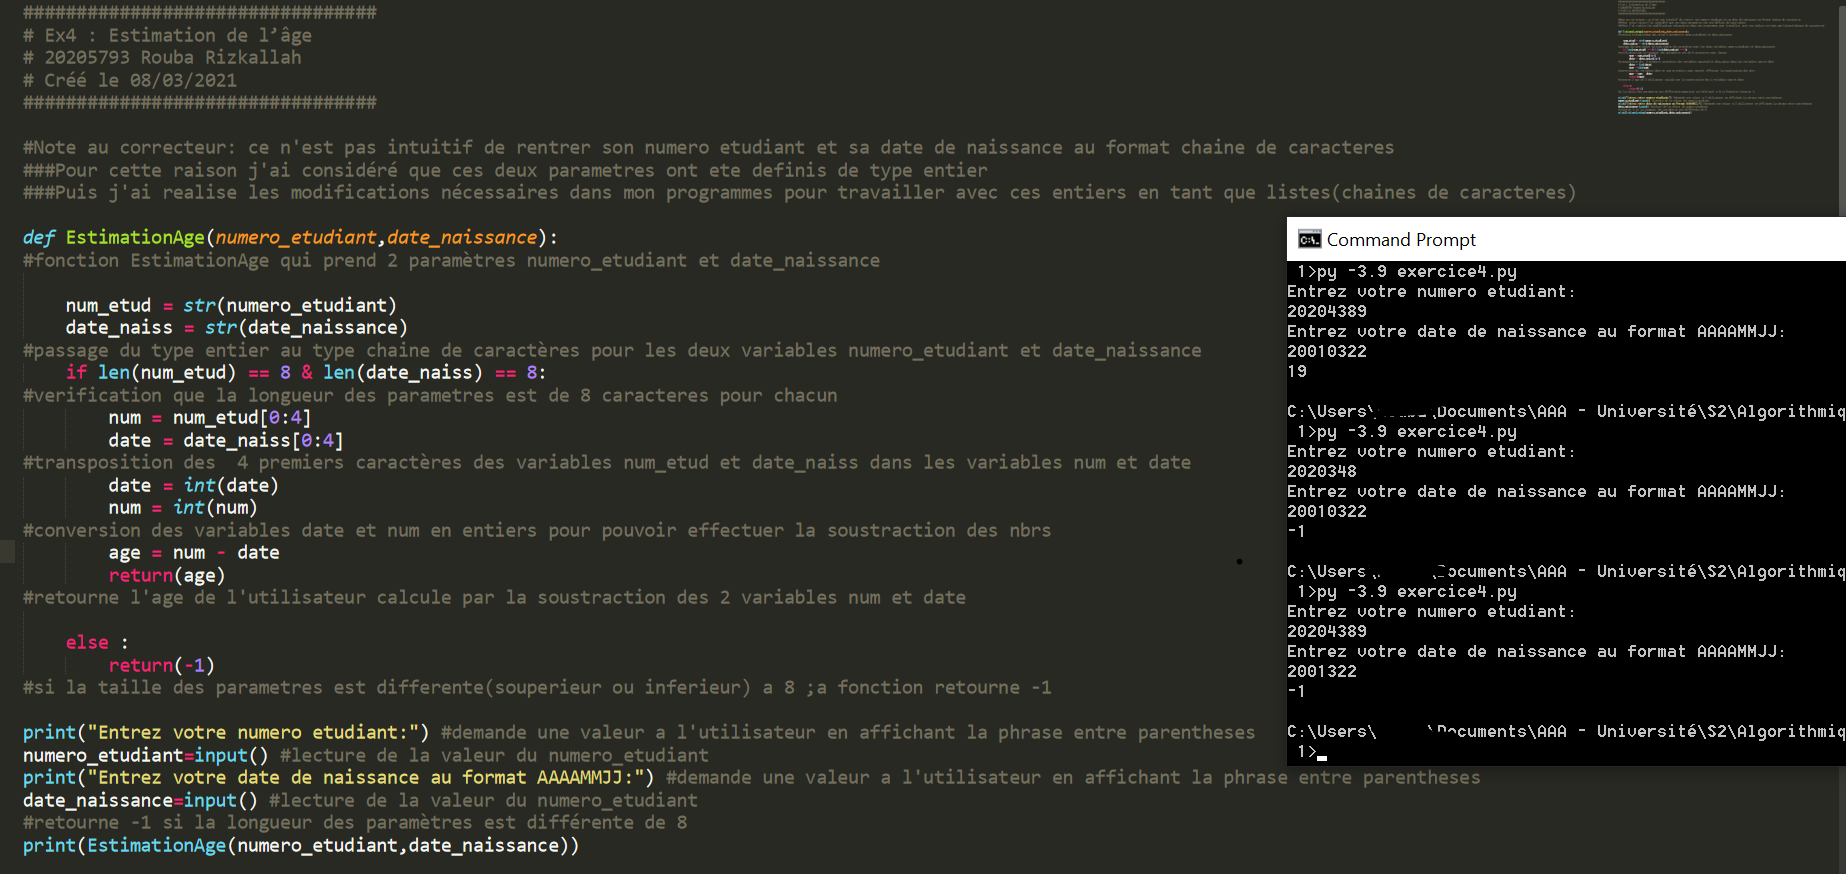 #################################
# Ex4 : Estimation de l’âge
# 20205793 Rouba Rizkallah
# Créé le 08/03/2021
#################################
#Note au correcteur: ce n'est pas intuitif de rentrer son numero etudiant et sa date de naissance au format chaine de caracteres
###Pour cette raison j'ai considéré que ces deux parametres ont ete definis de type entier
###Puis j'ai realise les modifications nécessaires dans mon programmes pour travailler avec ces entiers en tant que listes(chaines de caracteres)
def EstimationAge(numero_etudiant,date_naissance):
#fonction EstimationAge qui prend 2 paramètres numero_etudiant et date_naissance
    num_etud = str(numero_etudiant)
    date_naiss = str(date_naissance)
#passage du type entier au type chaine de caractères pour les deux variables numero_etudiant et date_naissance
    if len(num_etud) == 8 & len(date_naiss) == 8:
#verification que la longueur des parametres est de 8 caracteres pour chacun
        num = num_etud[0:4]
        date = date_naiss[0:4]
#transposition des  4 premiers caractères des variables num_etud et date_naiss dans les variables num et date
        date = int(date)
        num = int(num)
#conversion des variables date et num en entiers pour pouvoir effectuer la soustraction des nbrs
        age = num - date
        return(age)
#retourne l'age de l'utilisateur calcule par la soustraction des 2 variables num et date
    else :
        return(-1)
#si la taille des parametres est differente(souperieur ou inferieur) a 8 ;a fonction retourne -1
print("Entrez votre numero etudiant:") #demande une valeur a l'utilisateur en affichant la phrase entre parentheses
numero_etudiant=input() #lecture de la valeur du numero_etudiant
print("Entrez votre date de naissance au format AAAAMMJJ:") #demande une valeur a l'utilisateur en affichant la phrase entre parentheses
date_naissance=input() #lecture de la valeur du numero_etudiant
#retourne -1 si la longueur des paramètres est différente de 8
print(EstimationAge(numero_etudiant,date_naissance))
Command Prompt
 1>py -3.9 exercice4.py
Entrez votre numero etudiant:
20204389
Entrez votre date de naissance au format AAAAMMJJ:
20010322
19
C:\Users\ \Documents\AAA - Université\S2\Algorithmiq
 1>py -3.9 exercice4.py
Entrez votre numero etudiant:
2020348
Entrez votre date de naissance au format AAAAMMJJ:
20010322
-1
C:\Users ocuments\AAA - Université\S2\Algorithmiq
 1>py -3.9 exercice4.py
Entrez votre numero etudiant:
20204389
Entrez votre date de naissance au format AAAAMMJJ:
2001322
-1
C:\Users\ \Documents\AAA - Université\S2\Algorithmiq
 1>